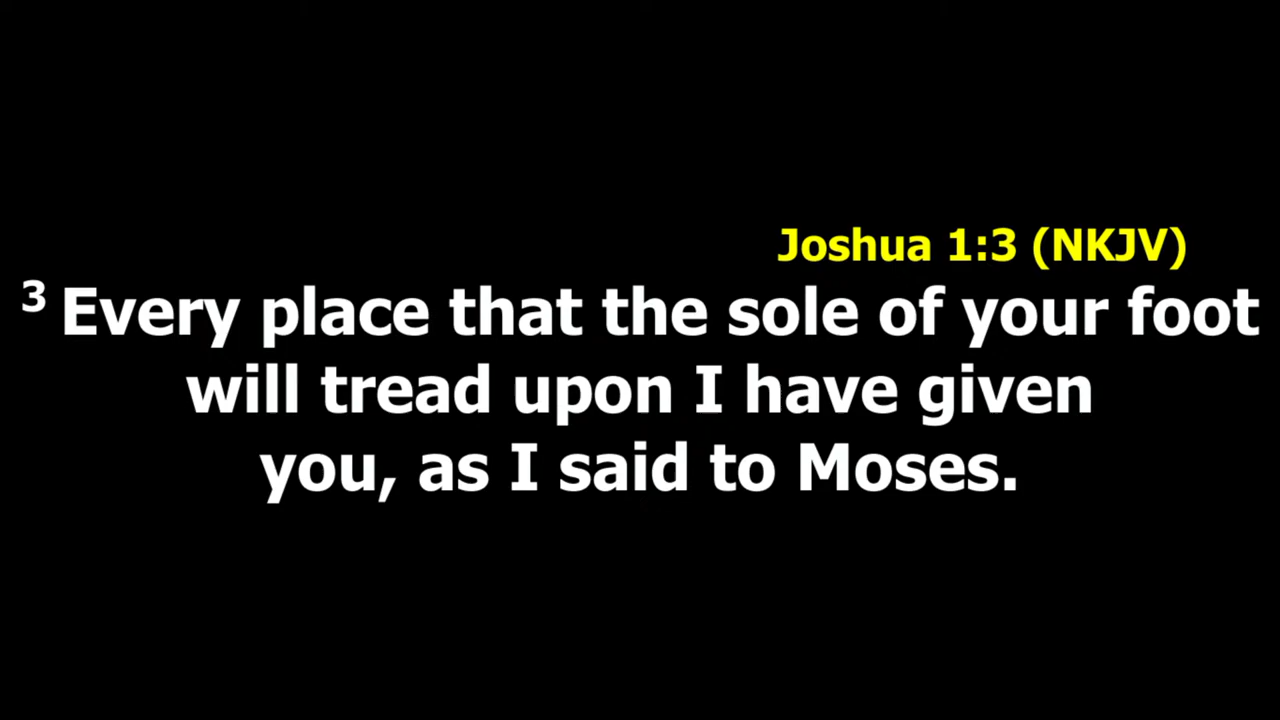 Joshua 1:3 (NKJV)
3 Every place that the sole of your foot
will tread upon I have given
you, as I said to Moses.